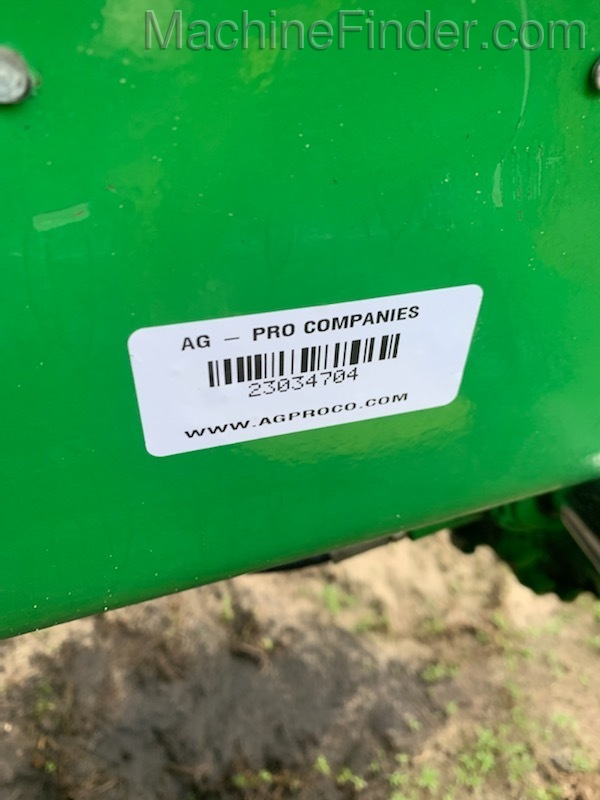 MachineFinder.com
AG - PRO COMPANIES
23034704
WWW.AGPROCO.COM